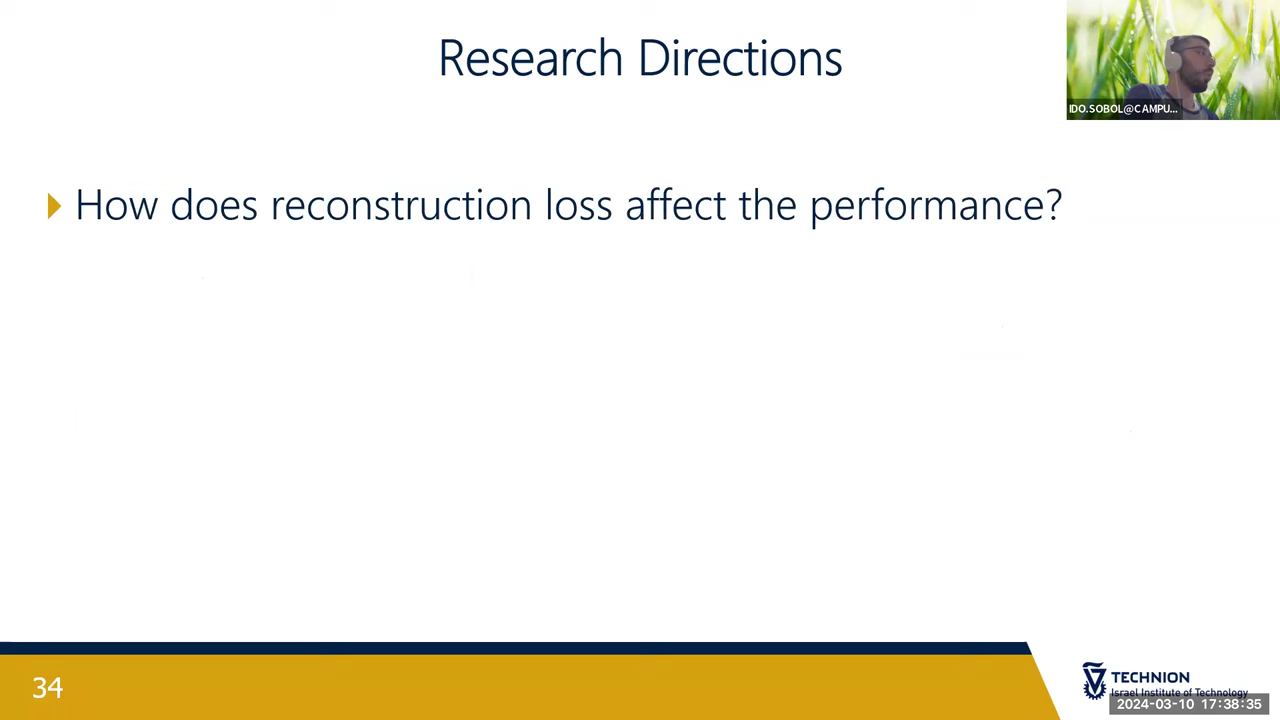 Research Directions
IDO.SOBOL@CAMPU...
How does reconstruction loss affect the performance?
34
TECHNION
Israel Institute of Technology
2024-03-10 17:38:35